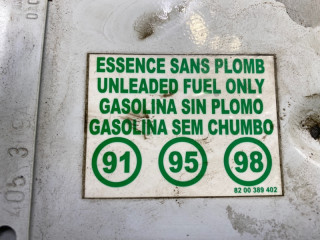 ESSENCE SANS PLOMB
UNLEADED FUEL ONLY
GASOLINA SIN PLOMO
GASOLINA SEM CHUMBO
91 95 98
82 00 389 402